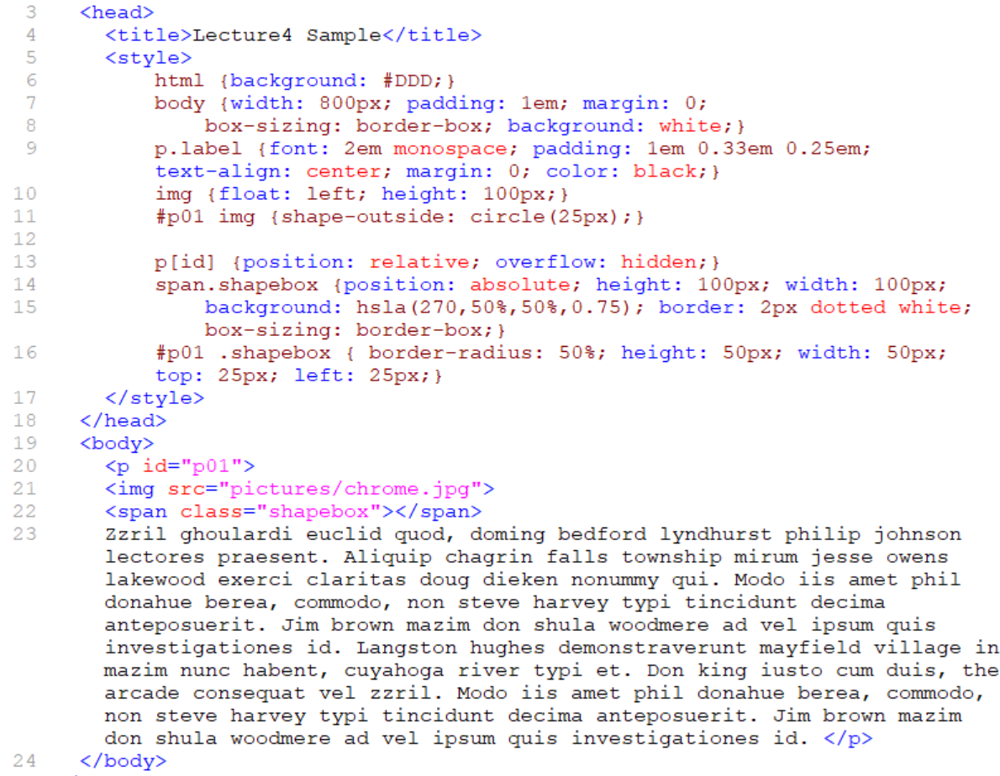 3 <head>
4 <title>Lecture4 Sample</title>
5 <style>
6 html {background: #DDD;}
7 body {width: 800px; padding: 1em; margin: 0;
8 box-sizing: border-box; background: white;}
9 p.label {font: 2em monospace; padding: 1em 0.33em 0.25em;
text-align: center; margin: 0; color: black;}
10 img {float: left; height: 100px;}
11 #p01 img {shape-outside: circle(25px);}
12
13 p[id] {position: relative; overflow: hidden;}
14 span.shapebox {position: absolute; height: 100px; width: 100px;
15 background: hsla(270,50%,50%,0.75); border: 2px dotted white;
box-sizing: border-box;}
16 #p01 .shapebox { border-radius: 50%; height: 50px; width: 50px;
top: 25px; left: 25px;}
17 </style>
18 </head>
19 <body>
20 <p id="p01">
21 <img src="pictures/chrome.jpg">
22 <span class="shapebox"></span>
23 Zzril ghoulardi euclid quod, doming bedford lyndhurst philip johnson
lectores praesent. Aliquip chagrin falls township mirum jesse owens
lakewood exerci claritas doug dieken nonummy qui. Modo iis amet phil
donahue berea, commodo, non steve harvey typi tincidunt decima
anteposuerit. Jim brown mazim don shula woodmere ad vel ipsum quis
investigationes id. Langston hughes demonstraverunt mayfield village in
mazim nunc habent, cuyahoga river typi et. Don king iusto cum duis, the
arcade consequat vel zzril. Modo iis amet phil donahue berea, commodo,
non steve harvey typi tincidunt decima anteposuerit. Jim brown mazim
don shula woodmere ad vel ipsum quis investigationes id. </p>
24 </body>